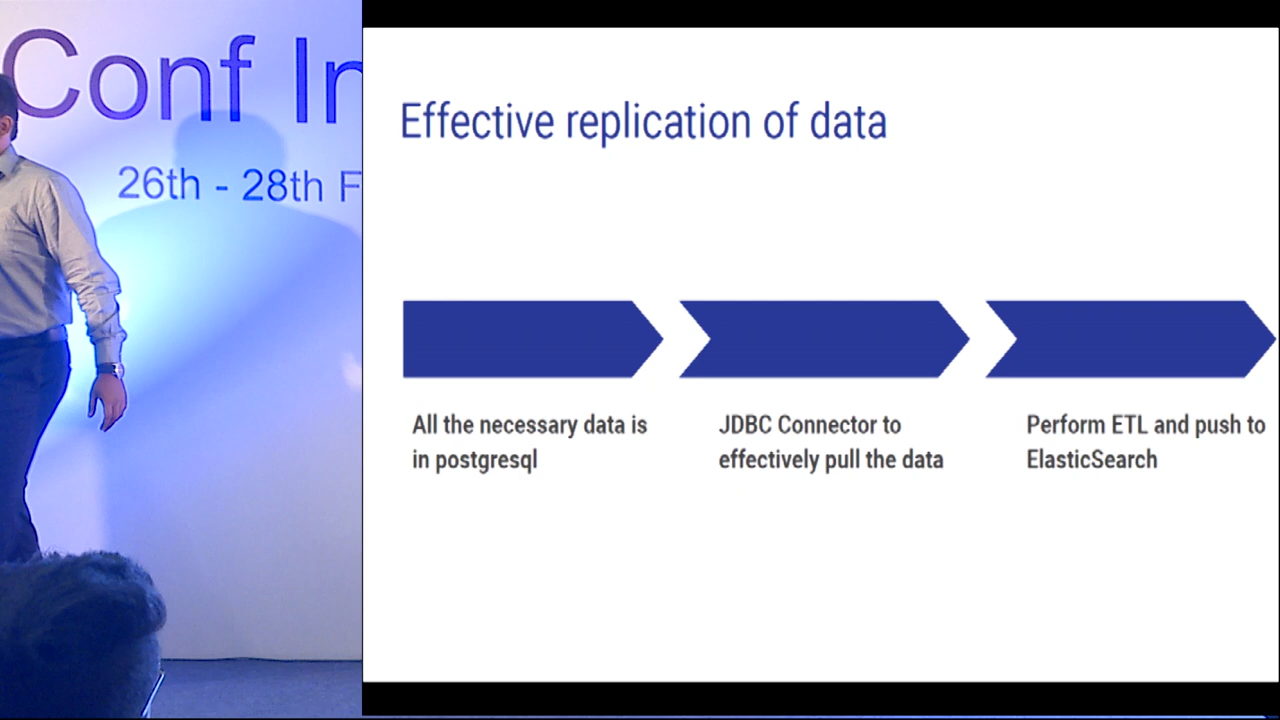 Conf In
26th - 28th F
Effective replication of data
All the necessary data is
in postgresql
JDBC Connector to
effectively pull the data
Perform ETL and push to
ElasticSearch